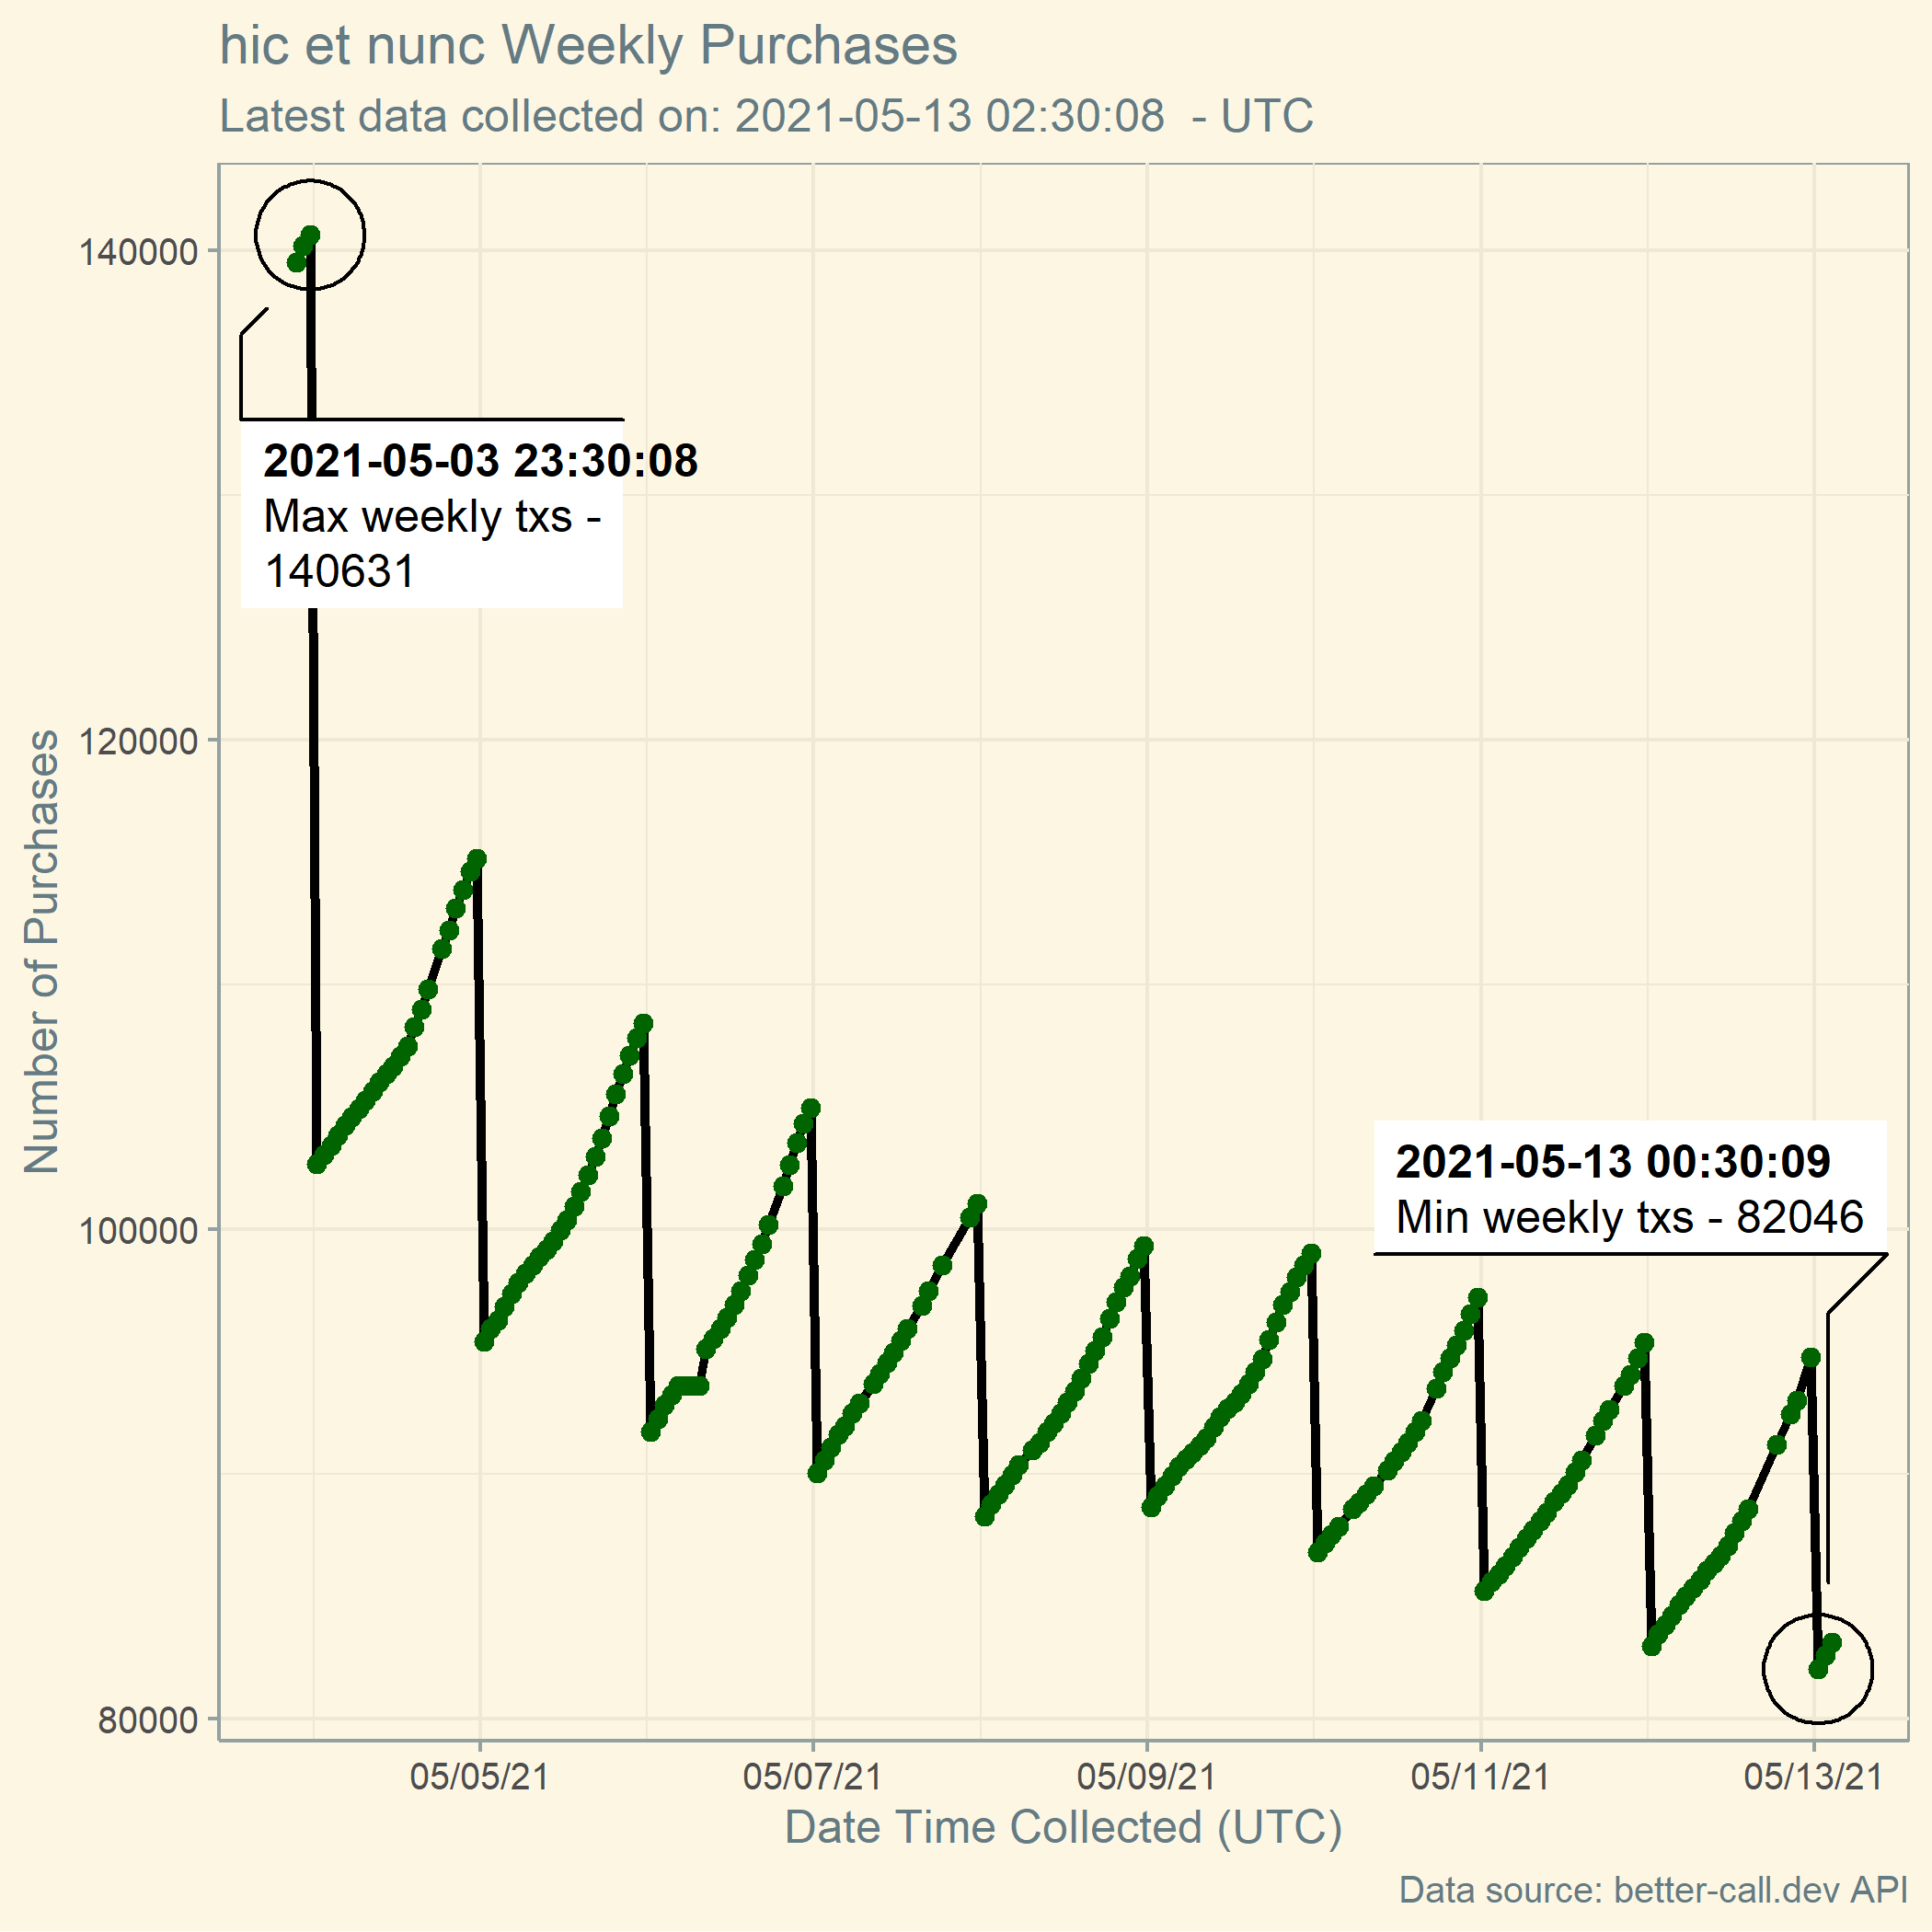 hic et nunc Weekly Purchases
Latest data collected on: 2021-05-13 02:30:08  - UTC
Number of Purchases
140000
120000
100000
80000
2021-05-03 23:30:08
Max weekly txs -
140631
2021-05-13 00:30:09
Min weekly txs - 82046
05/05/21 05/07/21 05/09/21 05/11/21 05/13/21
Date Time Collected (UTC)
Data source: better-call.dev API